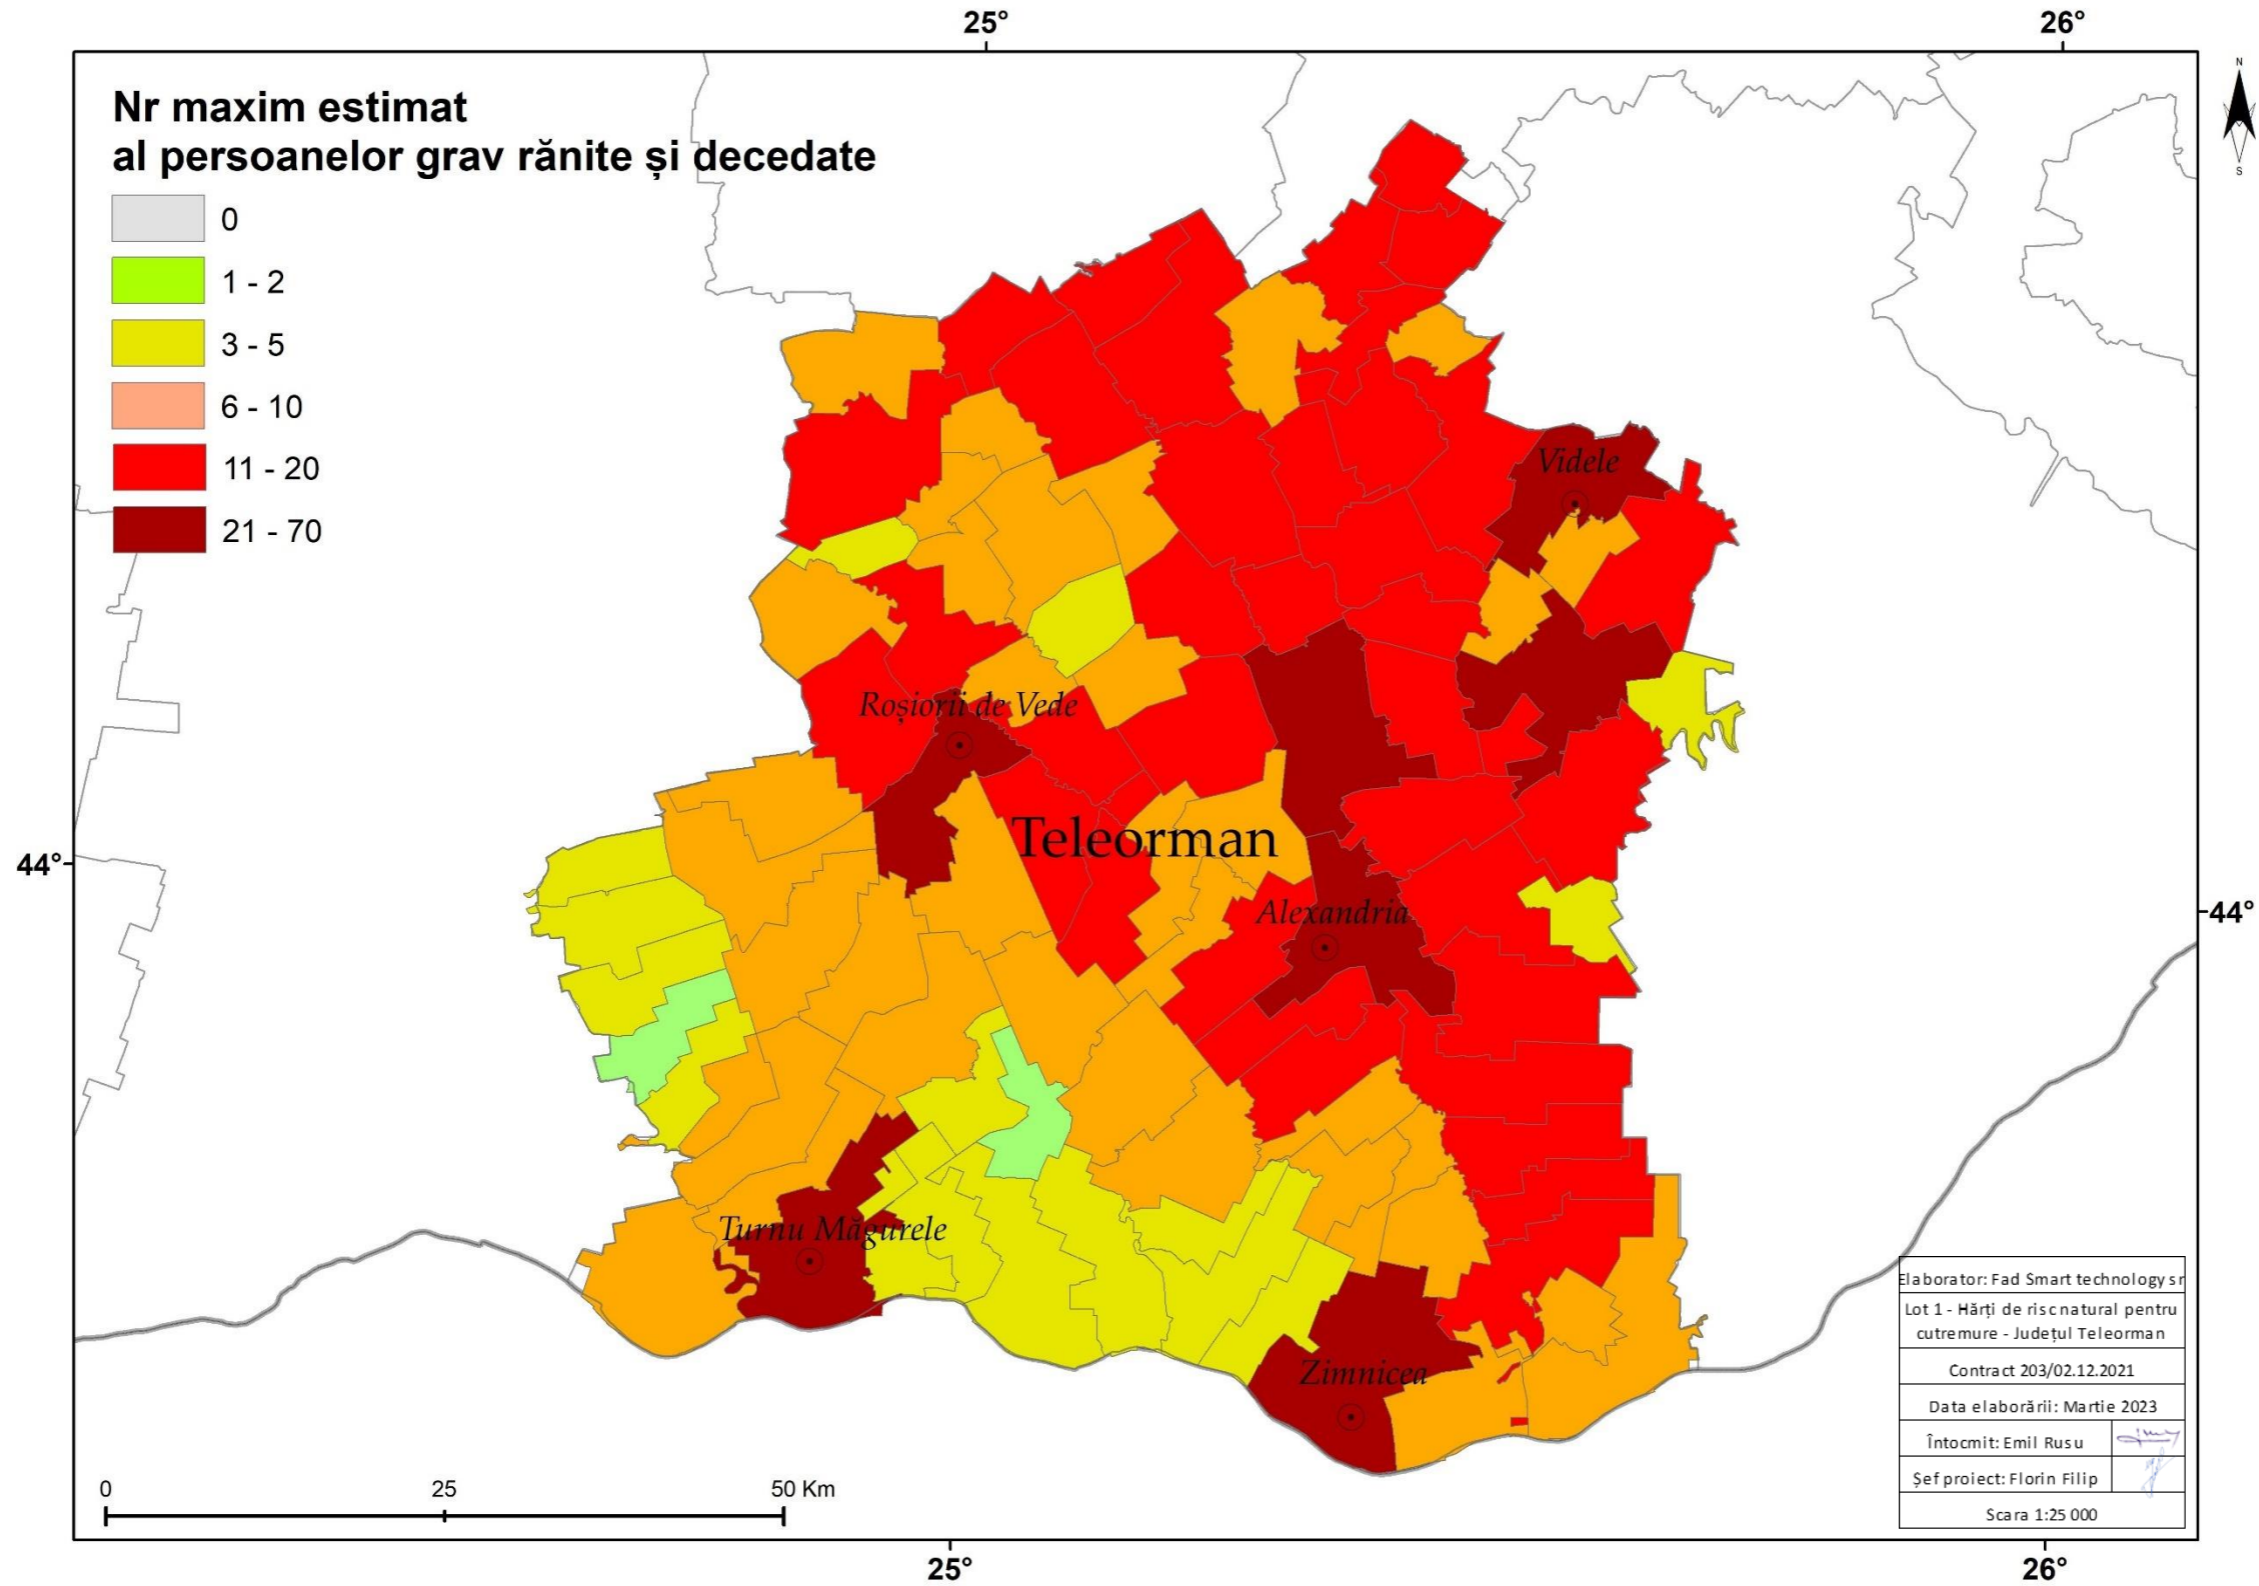 25° 26°
N
S
Nr maxim estimat
al persoanelor grav rănite și decedate
0
1 - 2
3 - 5
6 - 10
11 - 20
21 - 70
Videle
Roșiorii de Vede
Teleorman
44°
44°
Alexandria
Turnu Măgurele
Zimnicea
Elaborator: Fad Smart technology sr
Lot 1 - Hărți de risc natural pentru
cutremure - Județul Teleorman
Contract 203/02.12.2021
Data elaborării: Martie 2023
Întocmit: Emil Rusu
Șef proiect: Florin Filip
Scara 1:25 000
0 25 50 Km
25° 26°